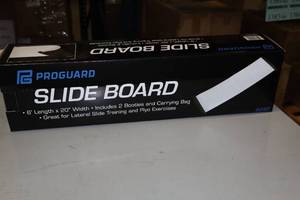 PROGUARD
SLIDE BOARD
PROGUARD
SLIDE BOARD
• 6' Length x 20" Width • Includes 2 Booties and Carrying Bag
• Great for Lateral Slide Training and Plyo Exercises